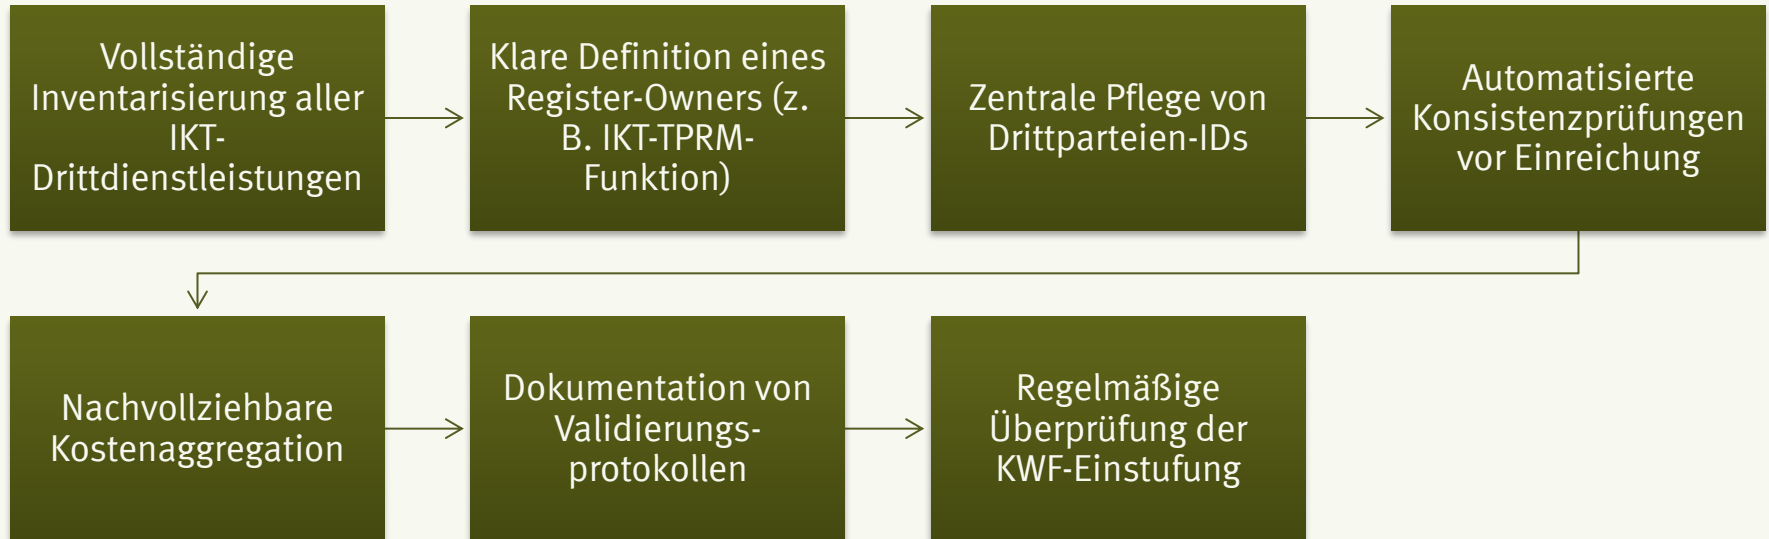 Vollständige
Inventarisierung aller
IKT-
Drittdienstleistungen
Klare Definition eines
Register-Owners (z.
B. IKT-TPRM-
Funktion)
Zentrale Pflege von
Drittparteien-IDs
Automatisierte
Konsistenzprüfungen
vor Einreichung
Nachvollziehbare
Kostenaggregation
Dokumentation von
Validierungs-
protokollen
Regelmäßige
Überprüfung der
KWF-Einstufung